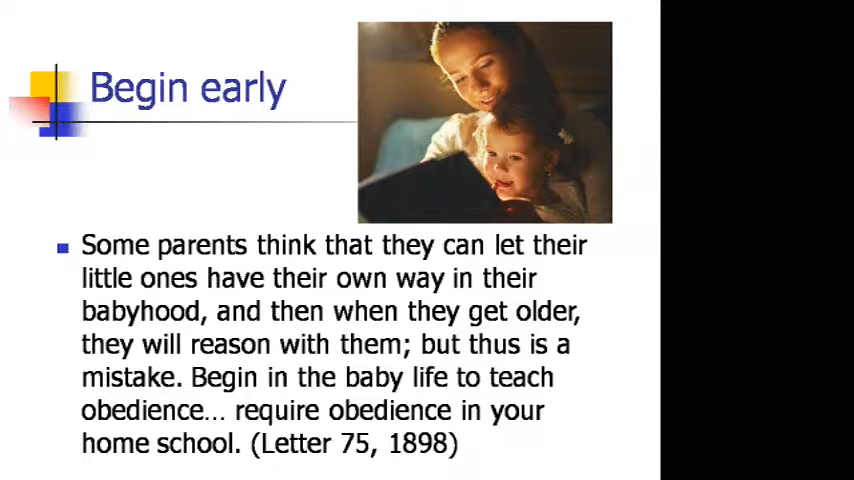 Begin early
Some parents think that they can let their
little ones have their own way in their
babyhood, and then when they get older,
they will reason with them; but thus is a
mistake. Begin in the baby life to teach
obedience… require obedience in your
home school. (Letter 75, 1898)